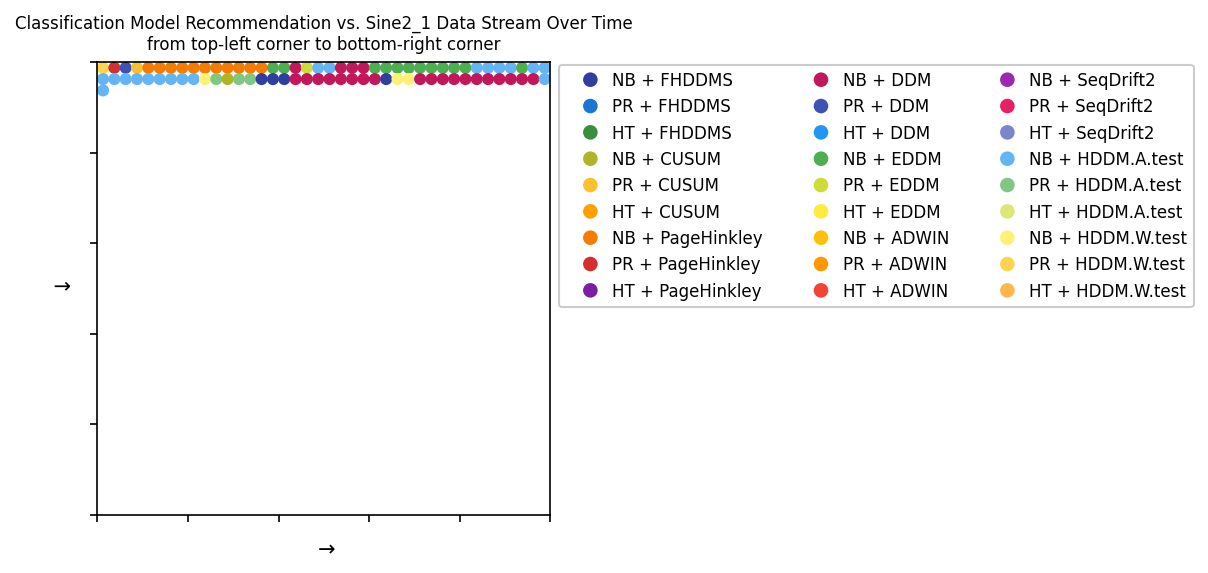 Classification Model Recommendation vs. Sine2_1 Data Stream Over Time
from top-left corner to bottom-right corner
NB + FHDDMS
PR + FHDDMS
HT + FHDDMS
NB + CUSUM
PR + CUSUM
HT + CUSUM
NB + PageHinkley
PR + PageHinkley
HT + PageHinkley
NB + DDM
PR + DDM
HT + DDM
NB + EDDM
PR + EDDM
HT + EDDM
NB + ADWIN
PR + ADWIN
HT + ADWIN
NB + SeqDrift2
PR + SeqDrift2
HT + SeqDrift2
NB + HDDM.A.test
PR + HDDM.A.test
HT + HDDM.A.test
NB + HDDM.W.test
PR + HDDM.W.test
HT + HDDM.W.test
→
→